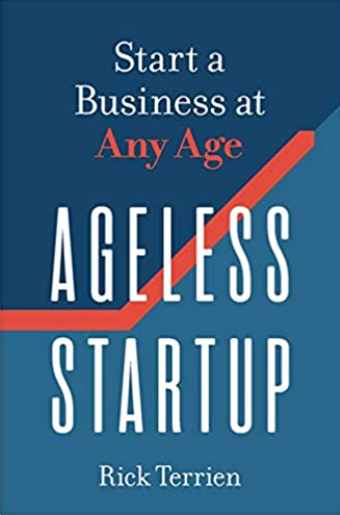 Start a
Business at
Any Age
AGELESS
STARTUP
Rick Terrien